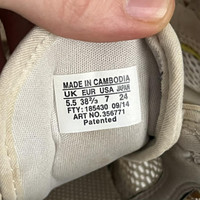 MADE IN CAMBODIA
UK EUR USA JAPAN
5.5 38⅔ 7 24
FTY: 185430 09/14
ART NO. 356771
Patented